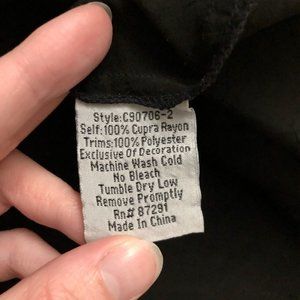 Style:C90706-2
Self:100% Cupra Rayon
Trims:100% Polyester
Exclusive Of Decoration
Machine Wash Cold
No Bleach
Tumble Dry Low
Remove Promptly
Rn# 87291
Made In China